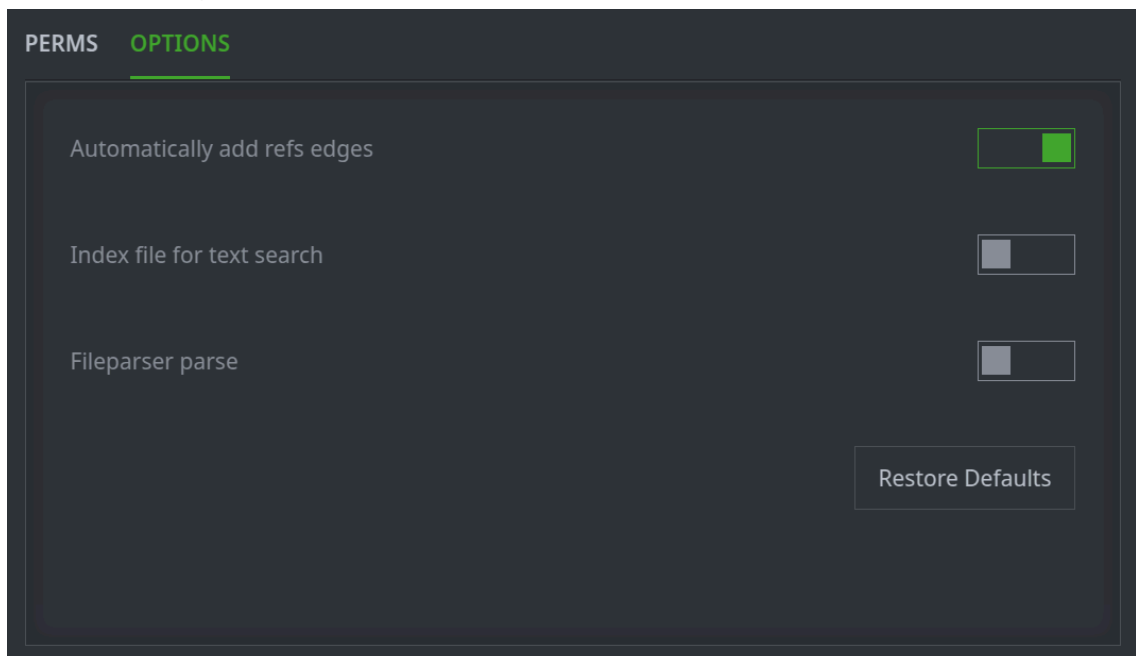 PERMS OPTIONS
Automatically add refs edges
Index file for text search
Fileparser parse
Restore Defaults